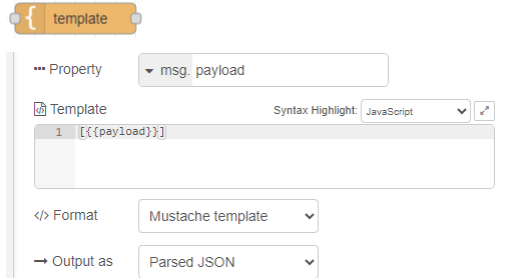 template
Property
msg. payload
Template
Syntax Highlight: JavaScript
1 [{{payload}}]
</> Format
Mustache template
Output as
Parsed JSON